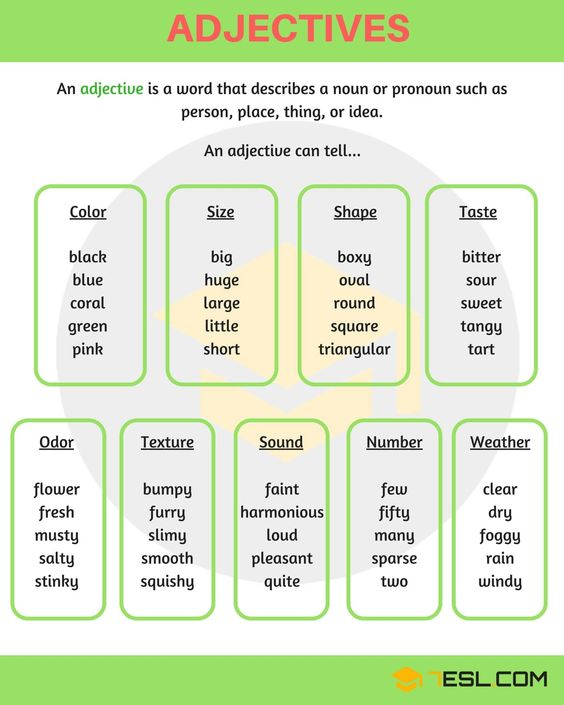 ADJECTIVES
An adjective is a word that describes a noun or pronoun such as
person, place, thing, or idea.
An adjective can tell...
Color
black
blue
coral
green
pink
Size
big
huge
large
little
short
Shape
boxy
oval
round
square
triangular
Taste
bitter
sour
sweet
tangy
tart
Odor
flower
fresh
musty
salty
stinky
Texture
bumpy
furry
slimy
smooth
squishy
Sound
faint
harmonious
loud
pleasant
quite
Number
few
fifty
many
sparse
two
Weather
clear
dry
foggy
rain
windy
7ESL.COM